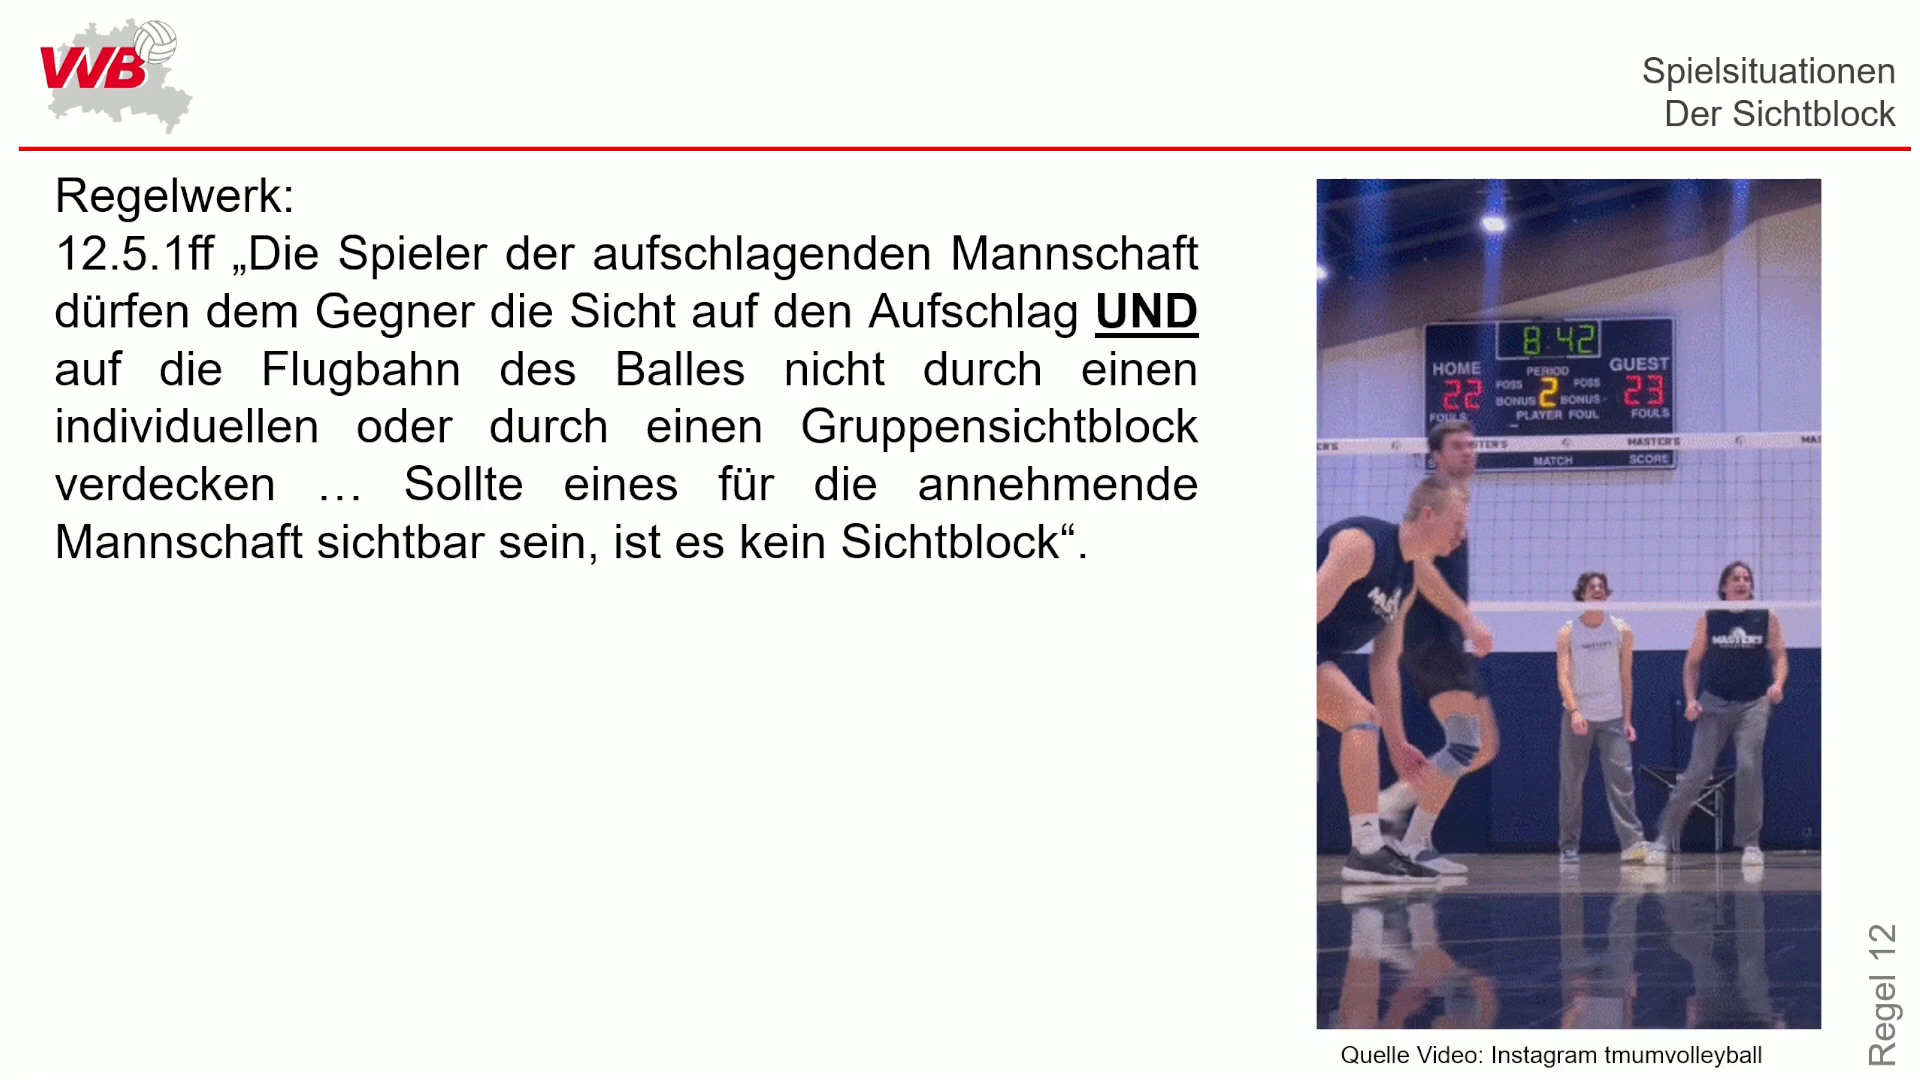 VVB
Spielsituationen
Der Sichtblock
Regelwerk:
12.5.1ff „Die Spieler der aufschlagenden Mannschaft
dürfen dem Gegner die Sicht auf den Aufschlag UND
auf die Flugbahn des Balles nicht durch einen
individuellen oder durch einen Gruppensichtblock
verdecken … Sollte eines für die annehmende
Mannschaft sichtbar sein, ist es kein Sichtblock“.
8:42
HOME PERIOD GUEST
22 POSS 2 POSS 23
BONUS BONUS
FOULS PLAYER FOUL FOULS
MASTER'S
MATCH SCORE
MASTER'S
Quelle Video: Instagram tmumvolleyball
Regel 12